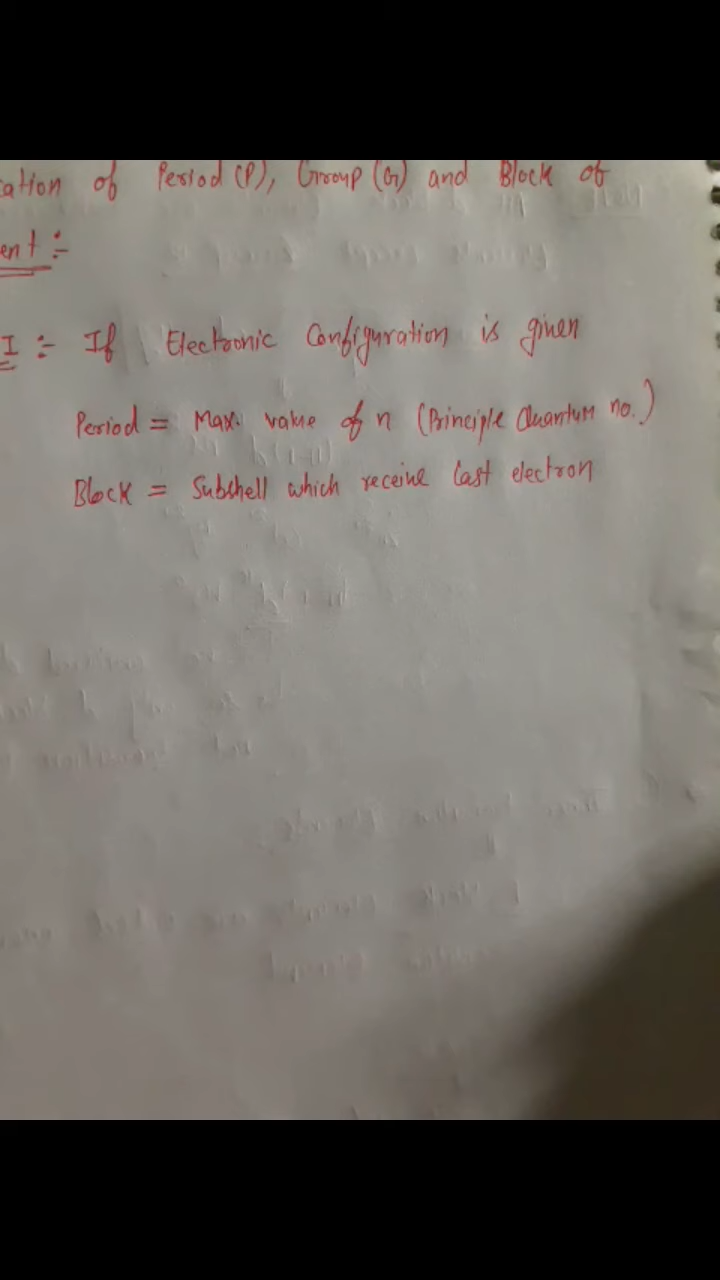 cation of Period (P), Group (G) and Block of
ent :-
I :- If Electronic Configuration is given
Period = Max. value of n (Principle Quantum no.)
Block = Subshell which receive last electron